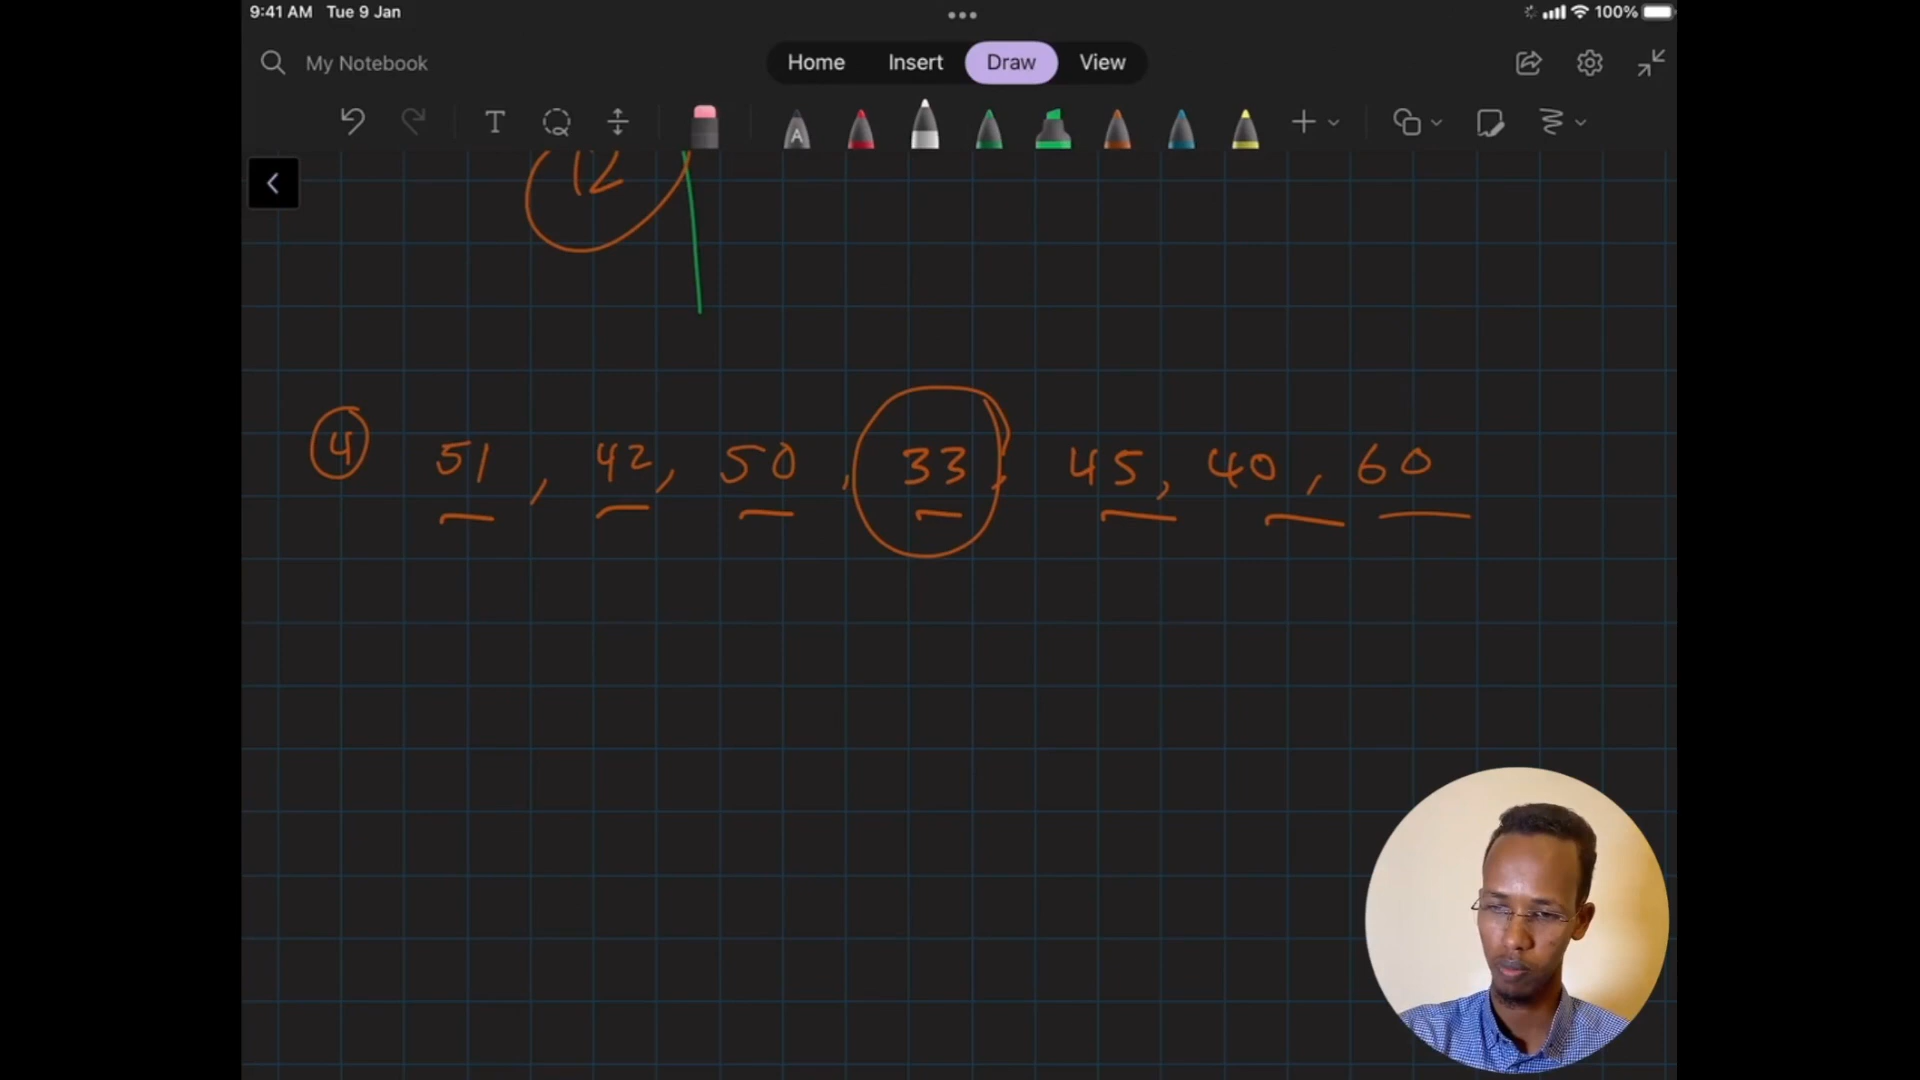 9:41 AM Tue 9 Jan
100%
My Notebook
Home Insert Draw View
T
A
12
4 51, 42, 50, 33, 45, 40, 60